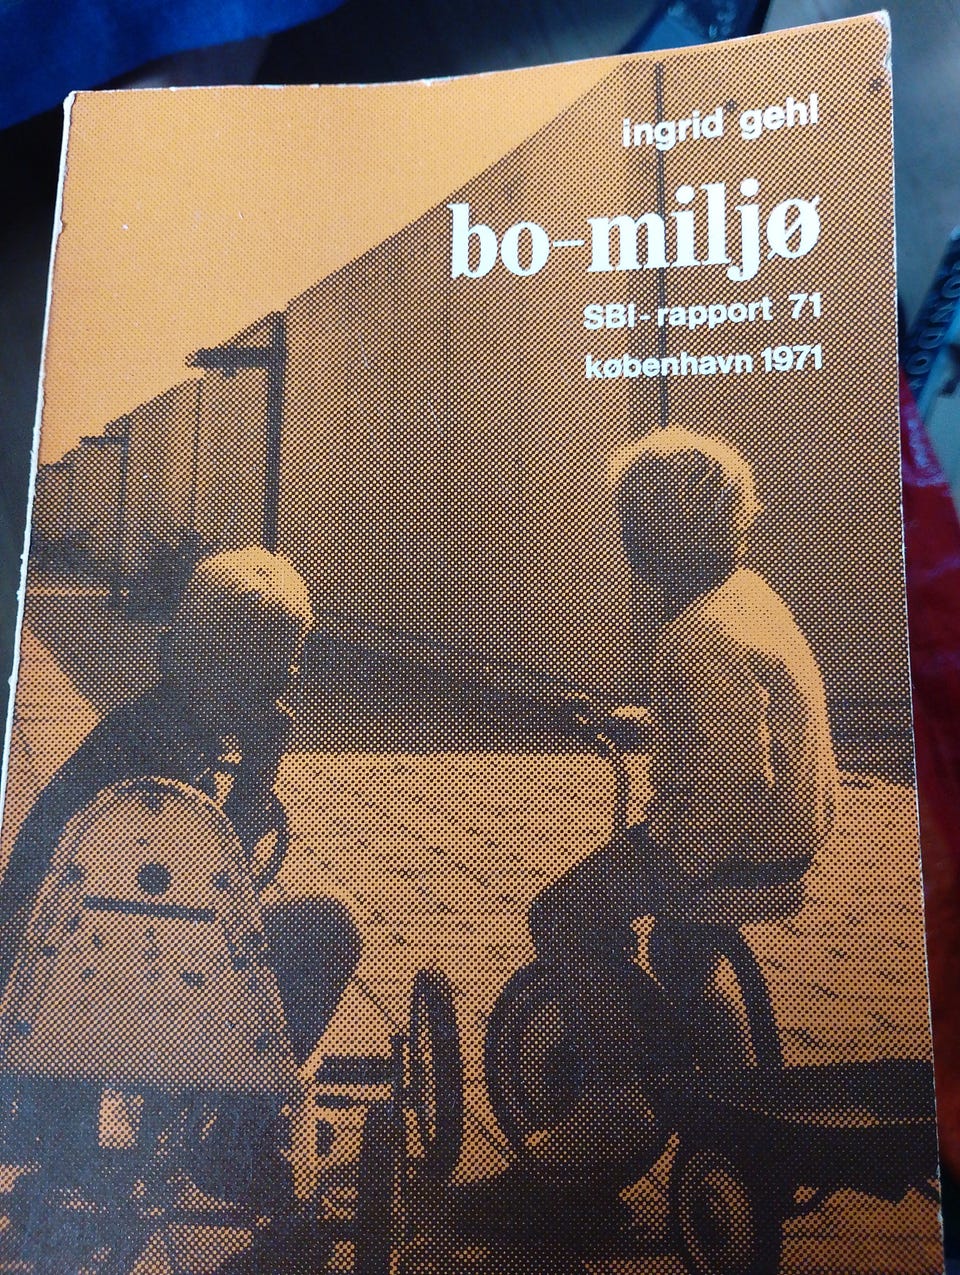 ingrid gehl
bo-miljø
SBI-rapport 71
københavn 1971